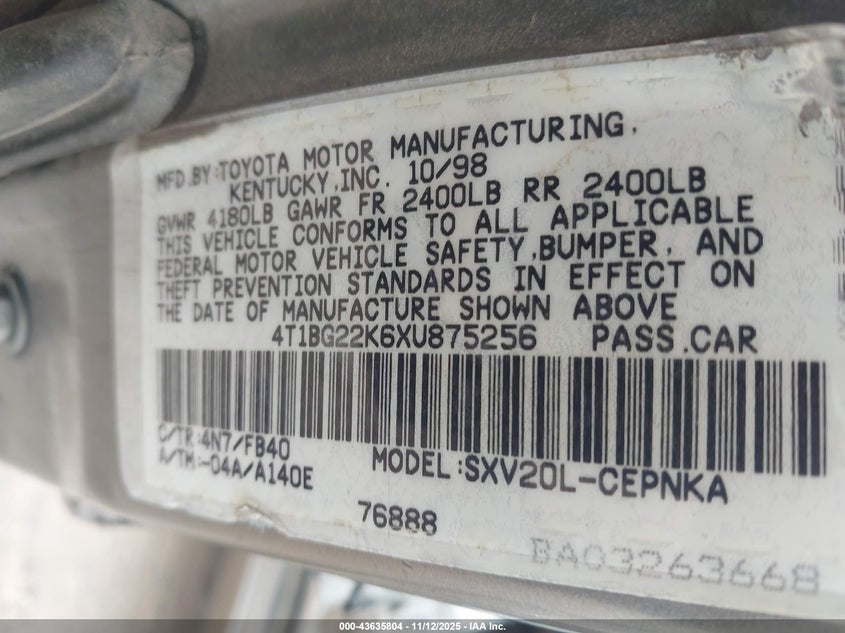 MFD.BY:TOYOTA MOTOR MANUFACTURING,
KENTUCKY,INC. 10/98
GVWR 4180LB GAWR FR 2400LB RR 2400LB
THIS VEHICLE CONFORMS TO ALL APPLICABLE
FEDERAL MOTOR VEHICLE SAFETY,BUMPER, AND
THEFT PREVENTION STANDARDS IN EFFECT ON
THE DATE OF MANUFACTURE SHOWN ABOVE
4T1BG22K6XU875256 PASS.CAR
C/TR:4N7/FB40
A/TM:-04A/A140E
MODEL:SXV20L-CEPNKA
76888
BA03263668
000-43635804 - 11/12/2025 - IAA Inc.